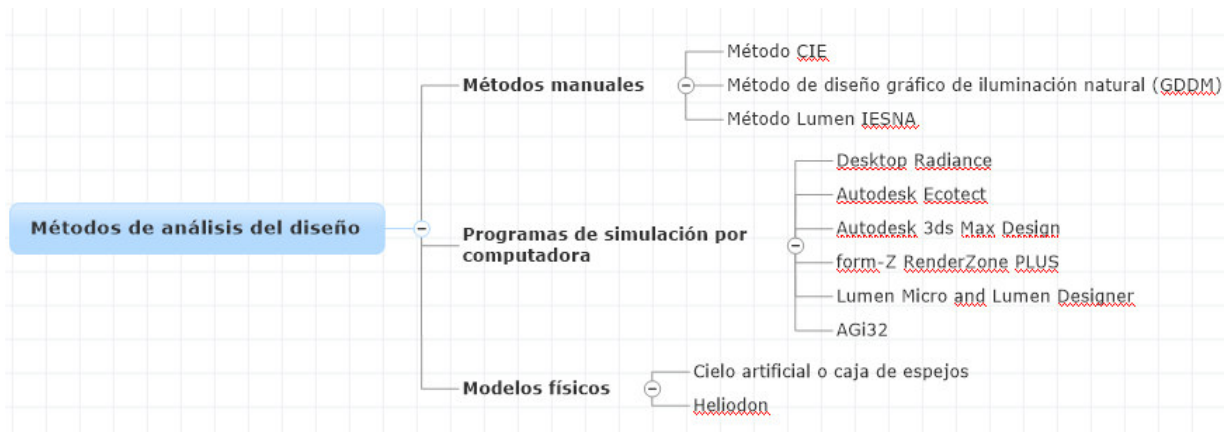 Métodos de análisis del diseño
Métodos manuales
Método CIE
Método de diseño gráfico de iluminación natural (GDDM)
Método Lumen IESNA
Programas de simulación por
computadora
Desktop Radiance
Autodesk Ecotect
Autodesk 3ds Max Design
form-Z RenderZone PLUS
Lumen Micro and Lumen Designer
AGi32
Modelos físicos
Cielo artificial o caja de espejos
Heliodon